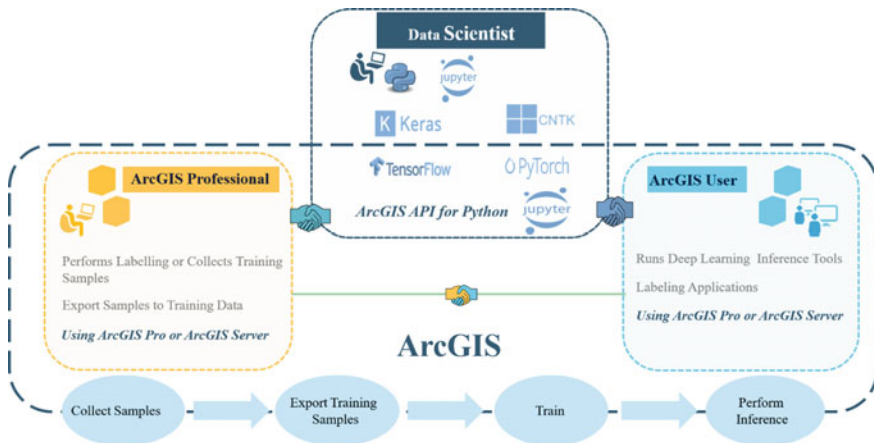 Data Scientist
jupyter
K Keras
CNTK
TensorFlow
PyTorch
ArcGIS API for Python
jupyter
ArcGIS Professional
Performs Labelling or Collects Training
Samples
Export Samples to Training Data
Using ArcGIS Pro or ArcGIS Server
ArcGIS User
Runs Deep Learning Inference Tools
Labeling Applications
Using ArcGIS Pro or ArcGIS Server
ArcGIS
Collect Samples
Export Training
Samples
Train
Perform
Inference